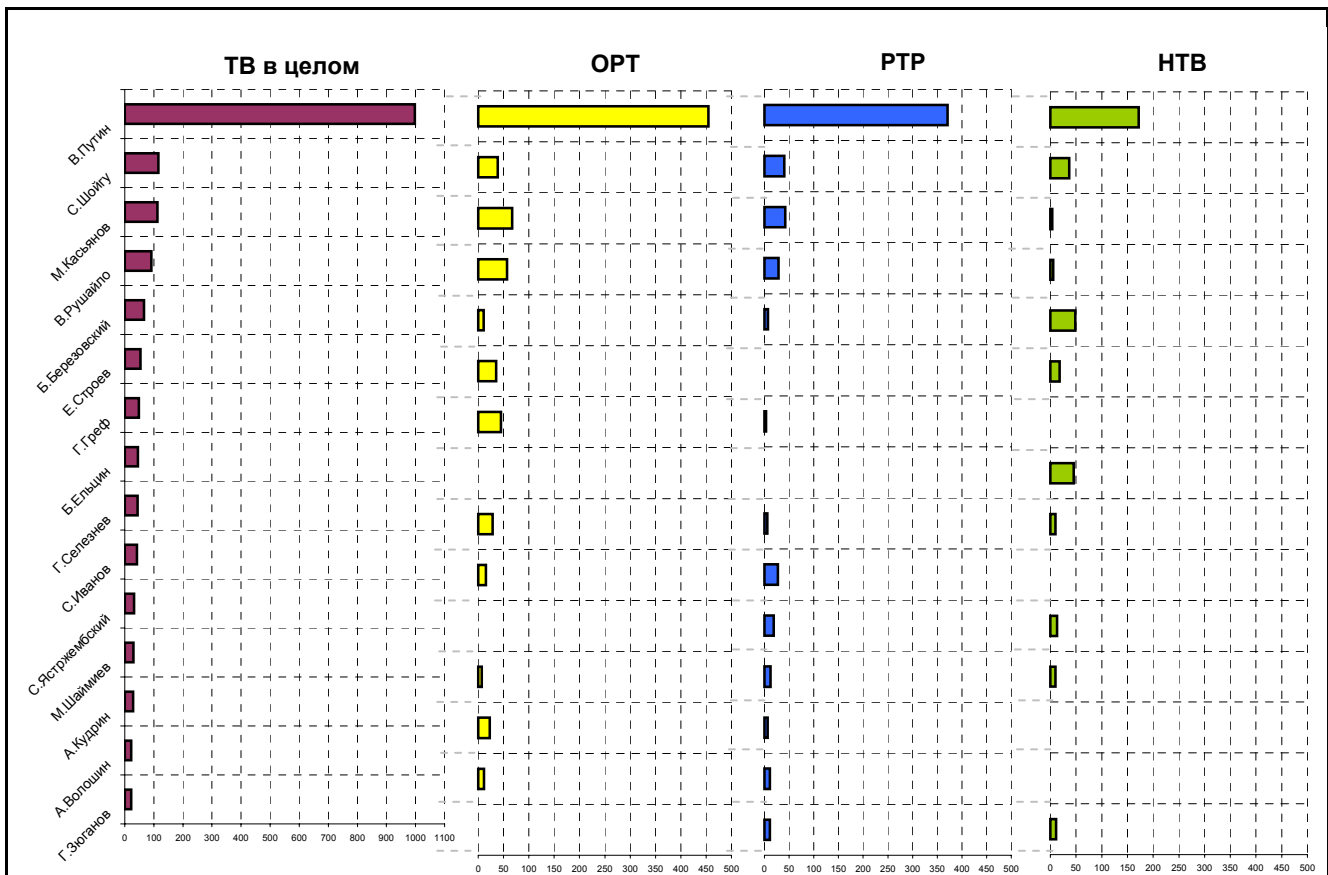 ТВ в целом
ОРТ
РТР
НТВ
В.Путин
С.Шойгу
М.Касьянов
В.Рушайло
Б.Березовский
Е.Строев
Г.Греф
Б.Ельцин
Г.Селезнев
С.Иванов
С.Ястржембский
М.Шаймиев
А.Кудрин
А.Волошин
Г.Зюганов
0 100 200 300 400 500 600 700 800 900 1000 1100
0 50 100 150 200 250 300 350 400 450 500
0 50 100 150 200 250 300 350 400 450 500
0 50 100 150 200 250 300 350 400 450 500